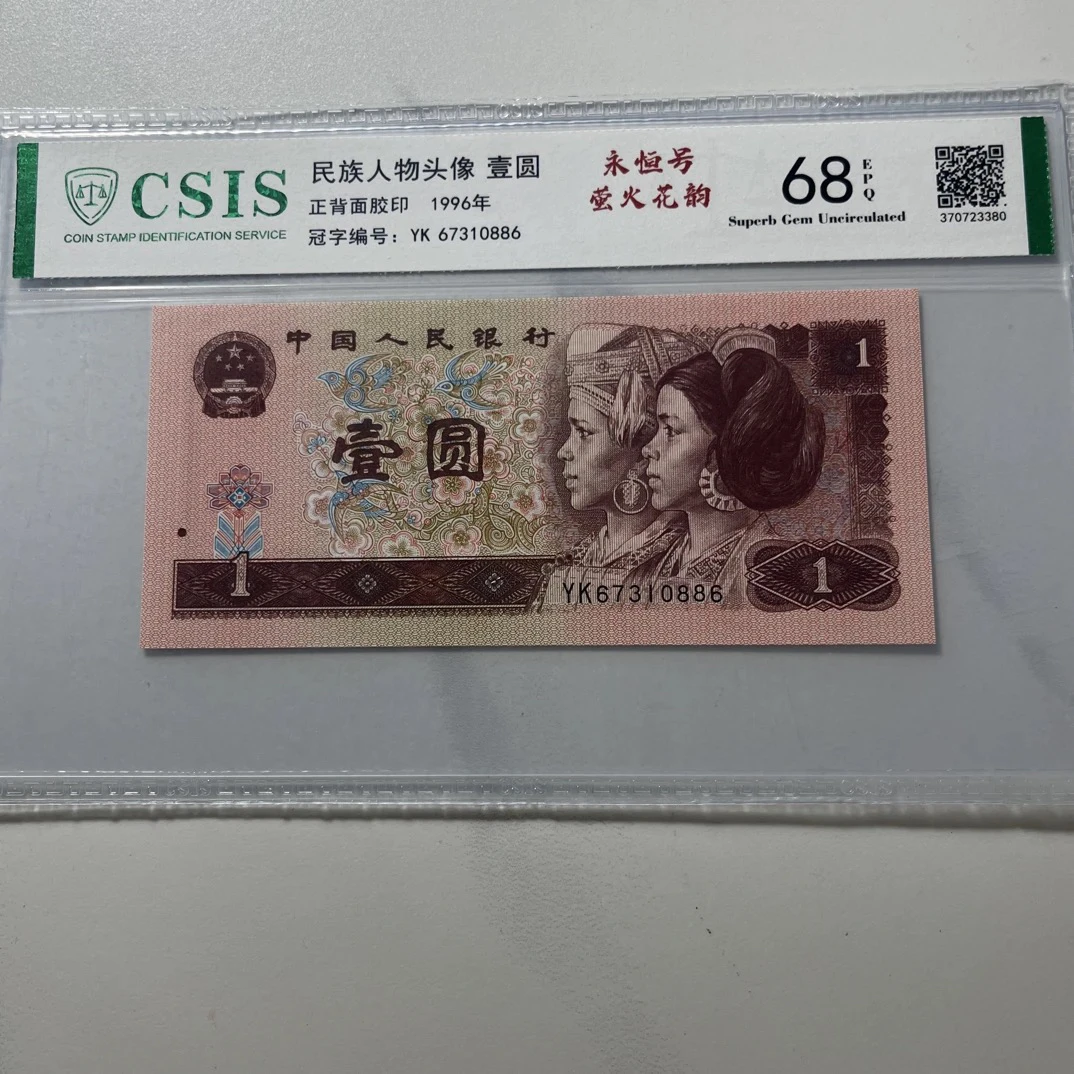 CSIS
COIN STAMP IDENTIFICATION SERVICE
民族人物头像 壹圆
正背面胶印 1996年
冠字编号：YK 67310886
永恒号
萤火花韵
68 EPQ
Superb Gem Uncirculated
370723380
中国人民银行
1
壹圆
1
YK67310886
1